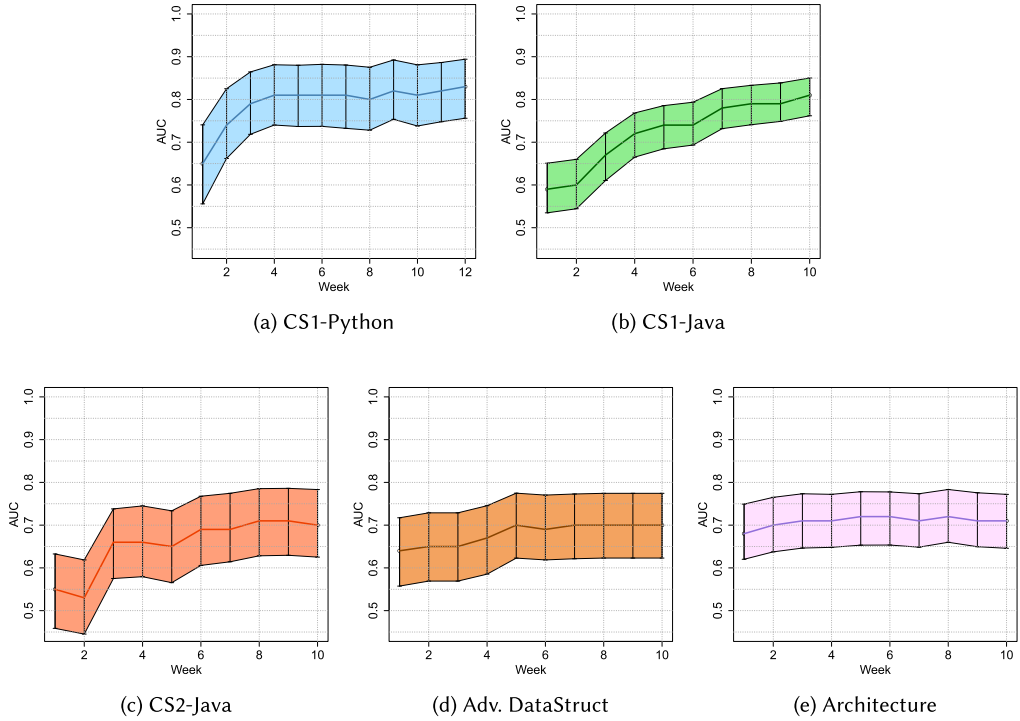 1.0
0.9
0.8
0.7
0.6
0.5
AUC
2 4 6 8 10 12
Week
(a) CS1-Python
1.0
0.9
0.8
0.7
0.6
0.5
AUC
2 4 6 8 10
Week
(b) CS1-Java
1.0
0.9
0.8
0.7
0.6
0.5
AUC
2 4 6 8 10
Week
(c) CS2-Java
1.0
0.9
0.8
0.7
0.6
0.5
AUC
2 4 6 8 10
Week
(d) Adv. DataStruct
1.0
0.9
0.8
0.7
0.6
0.5
AUC
2 4 6 8 10
Week
(e) Architecture